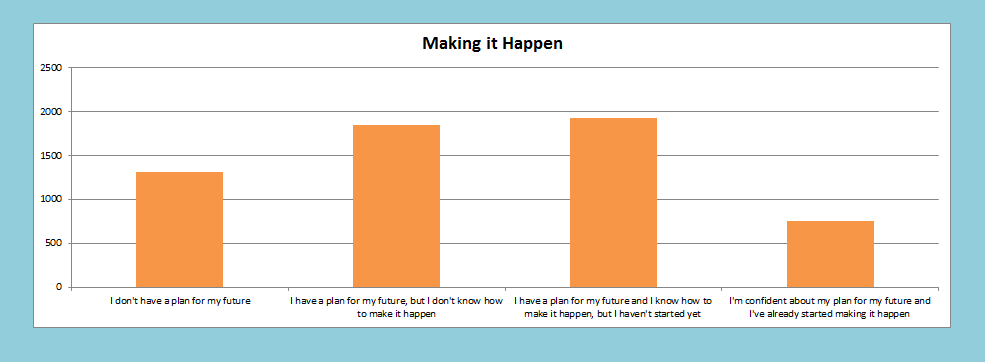 Making it Happen
2500
2000
1500
1000
500
0
I don't have a plan for my future
I have a plan for my future, but I don't know how
to make it happen
I have a plan for my future and I know how to
make it happen, but I haven't started yet
I'm confident about my plan for my future and
I've already started making it happen